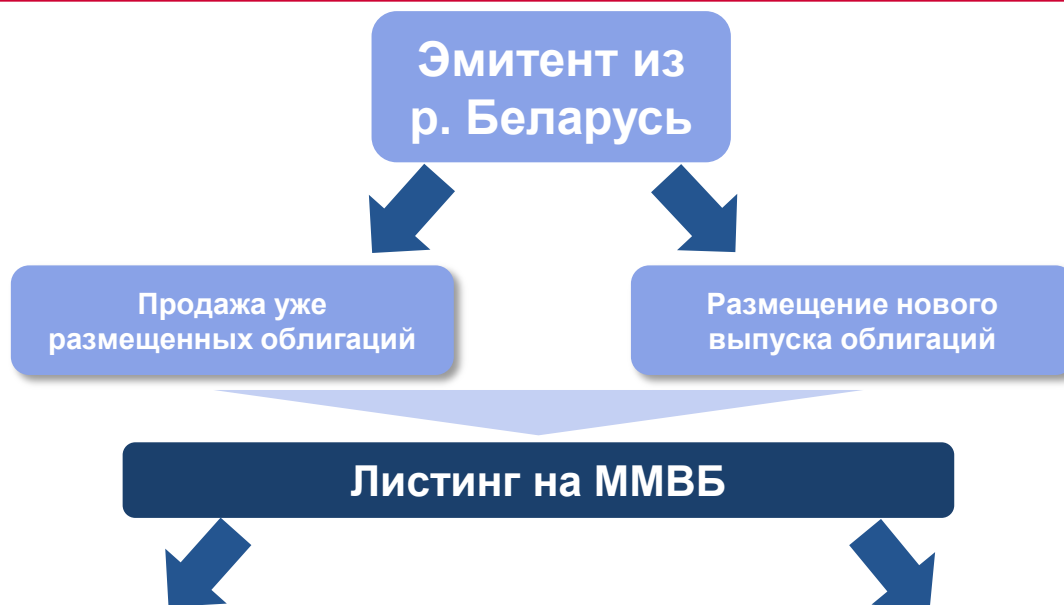 Эмитент из
р. Беларусь
Продажа уже
размещенных облигаций
Размещение нового
выпуска облигаций
Листинг на ММВБ